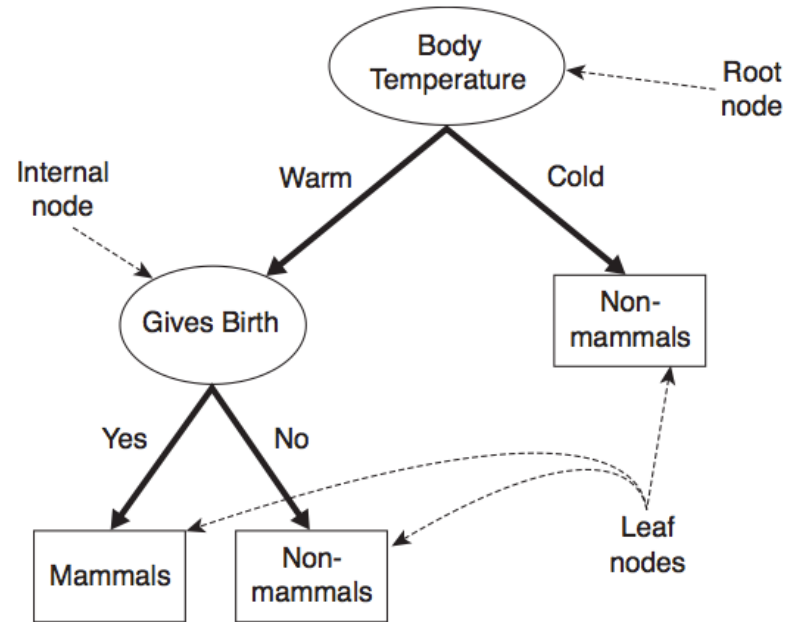 Body
Temperature
Root
node
Internal
node
Warm
Cold
Gives Birth
Non-
mammals
Yes
No
Mammals
Non-
mammals
Leaf
nodes